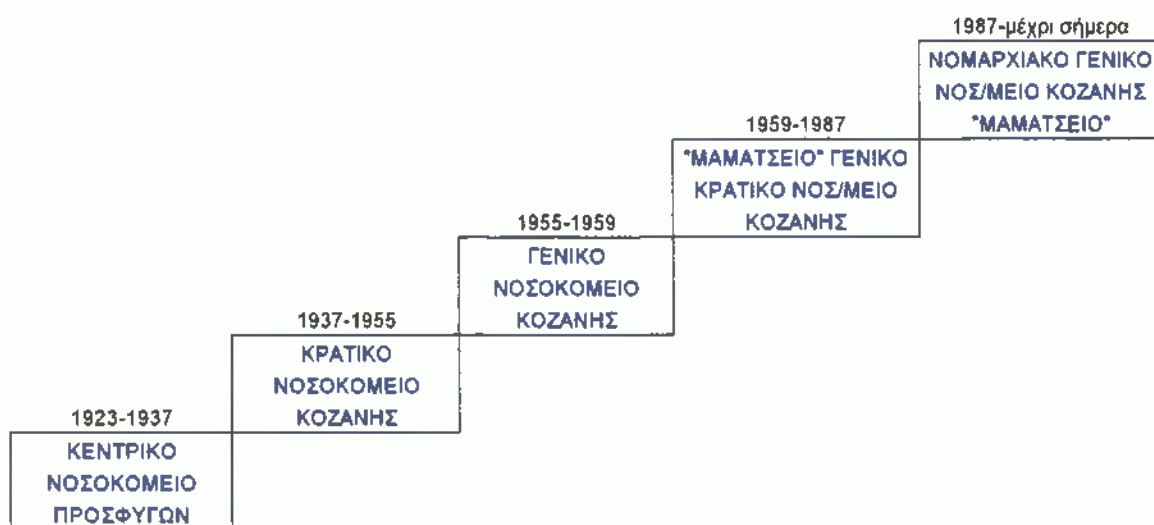 1987-μέχρι σήμερα
ΝΟΜΑΡΧΙΑΚΟ ΓΕΝΙΚΟ
ΝΟΣ/ΜΕΙΟ ΚΟΖΑΝΗΣ
"ΜΑΜΑΤΣΕΙΟ"
1959-1987
"ΜΑΜΑΤΣΕΙΟ" ΓΕΝΙΚΟ
ΚΡΑΤΙΚΟ ΝΟΣ/ΜΕΙΟ
ΚΟΖΑΝΗΣ
1955-1959
ΓΕΝΙΚΟ
ΝΟΣΟΚΟΜΕΙΟ
ΚΟΖΑΝΗΣ
1937-1955
ΚΡΑΤΙΚΟ
ΝΟΣΟΚΟΜΕΙΟ
ΚΟΖΑΝΗΣ
1923-1937
ΚΕΝΤΡΙΚΟ
ΝΟΣΟΚΟΜΕΙΟ
ΠΡΟΣΦΥΓΩΝ